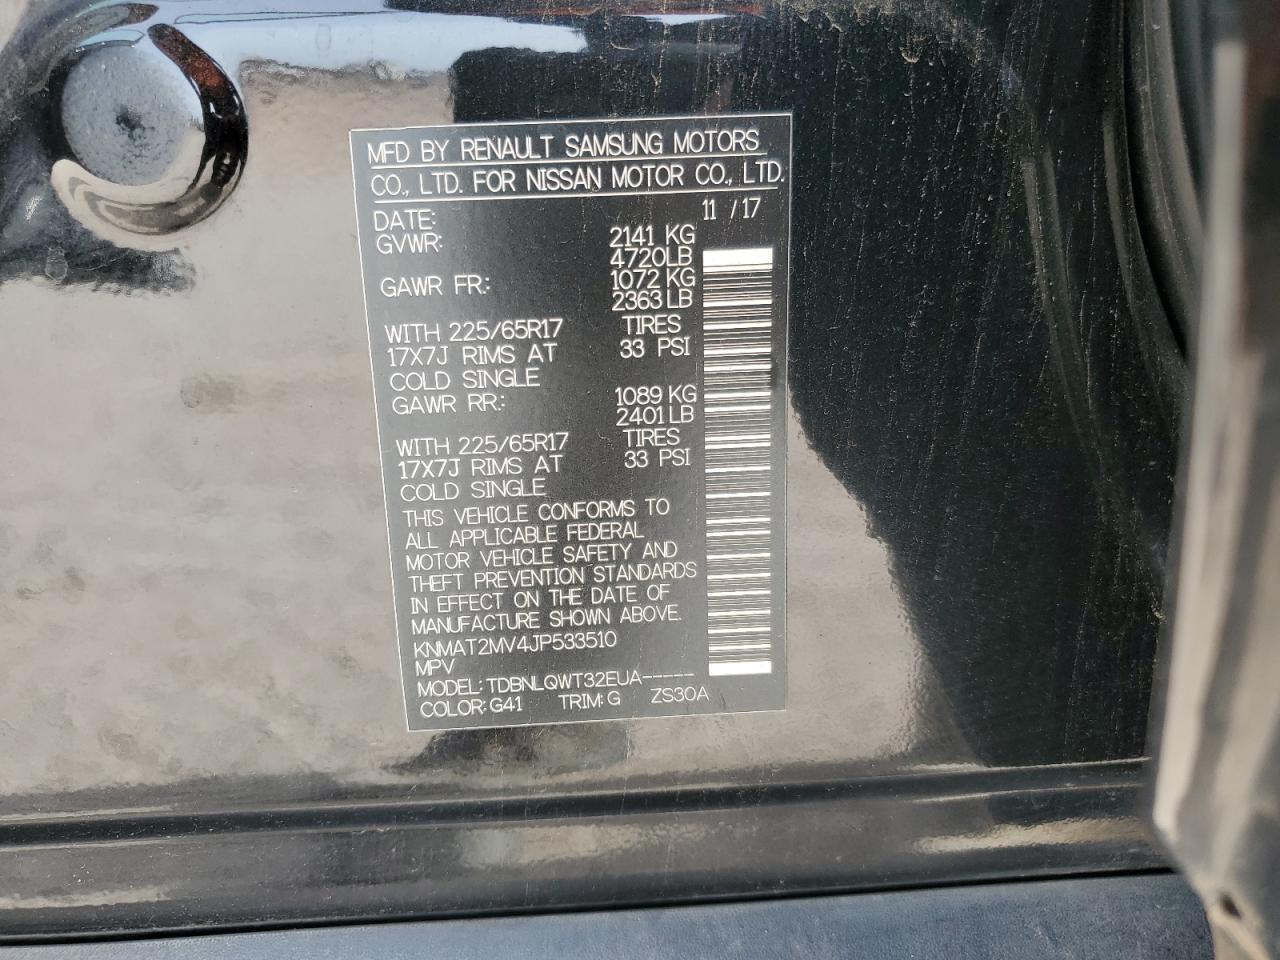 MFD BY RENAULT SAMSUNG MOTORS
CO., LTD. FOR NISSAN MOTOR CO., LTD.
DATE: 11 /17
GVWR: 2141 KG
4720LB
GAWR FR: 1072 KG
2363LB
WITH 225/65R17 TIRES
17X7J RIMS AT 33 PSI
COLD SINGLE
GAWR RR: 1089 KG
2401LB
WITH 225/65R17 TIRES
17X7J RIMS AT 33 PSI
COLD SINGLE
THIS VEHICLE CONFORMS TO
ALL APPLICABLE FEDERAL
MOTOR VEHICLE SAFETY AND
THEFT PREVENTION STANDARDS
IN EFFECT ON THE DATE OF
MANUFACTURE SHOWN ABOVE.
KNMAT2MV4JP533510
MPV
MODEL: TDBNLQWT32EUA-----
COLOR: G41 TRIM: G ZS30A